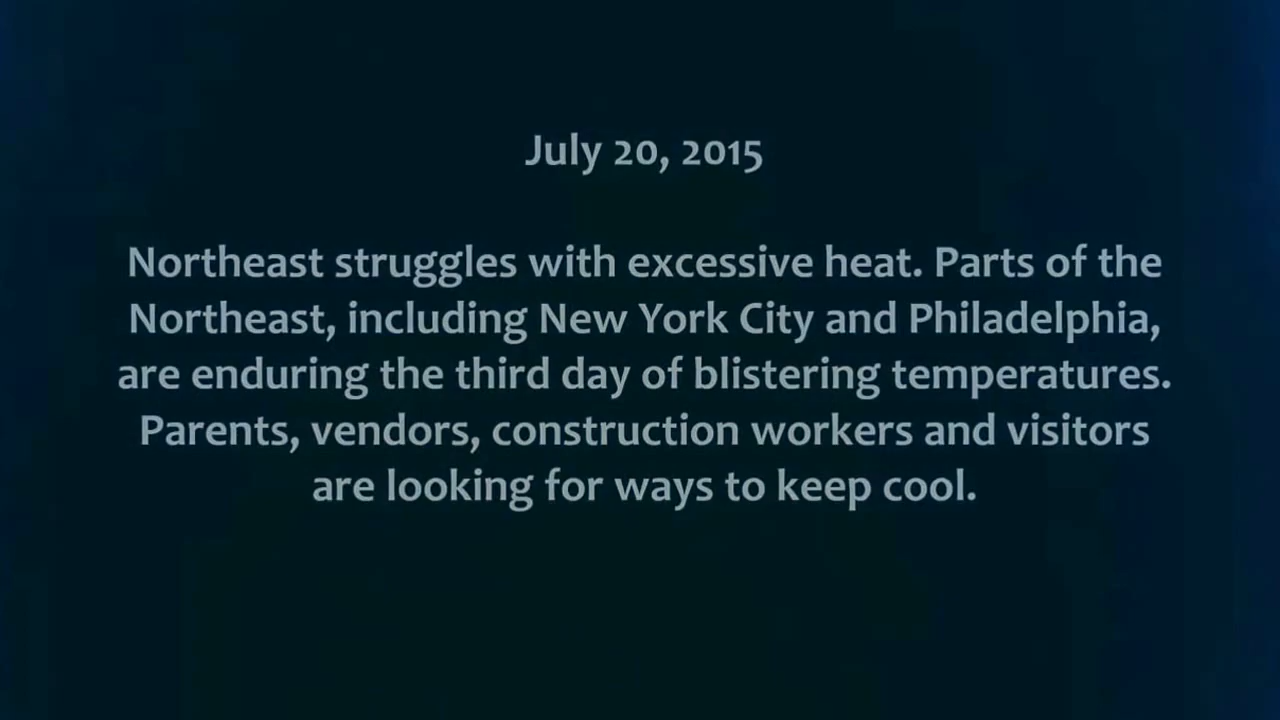 July 20, 2015
Northeast struggles with excessive heat. Parts of the
Northeast, including New York City and Philadelphia,
are enduring the third day of blistering temperatures.
Parents, vendors, construction workers and visitors
are looking for ways to keep cool.